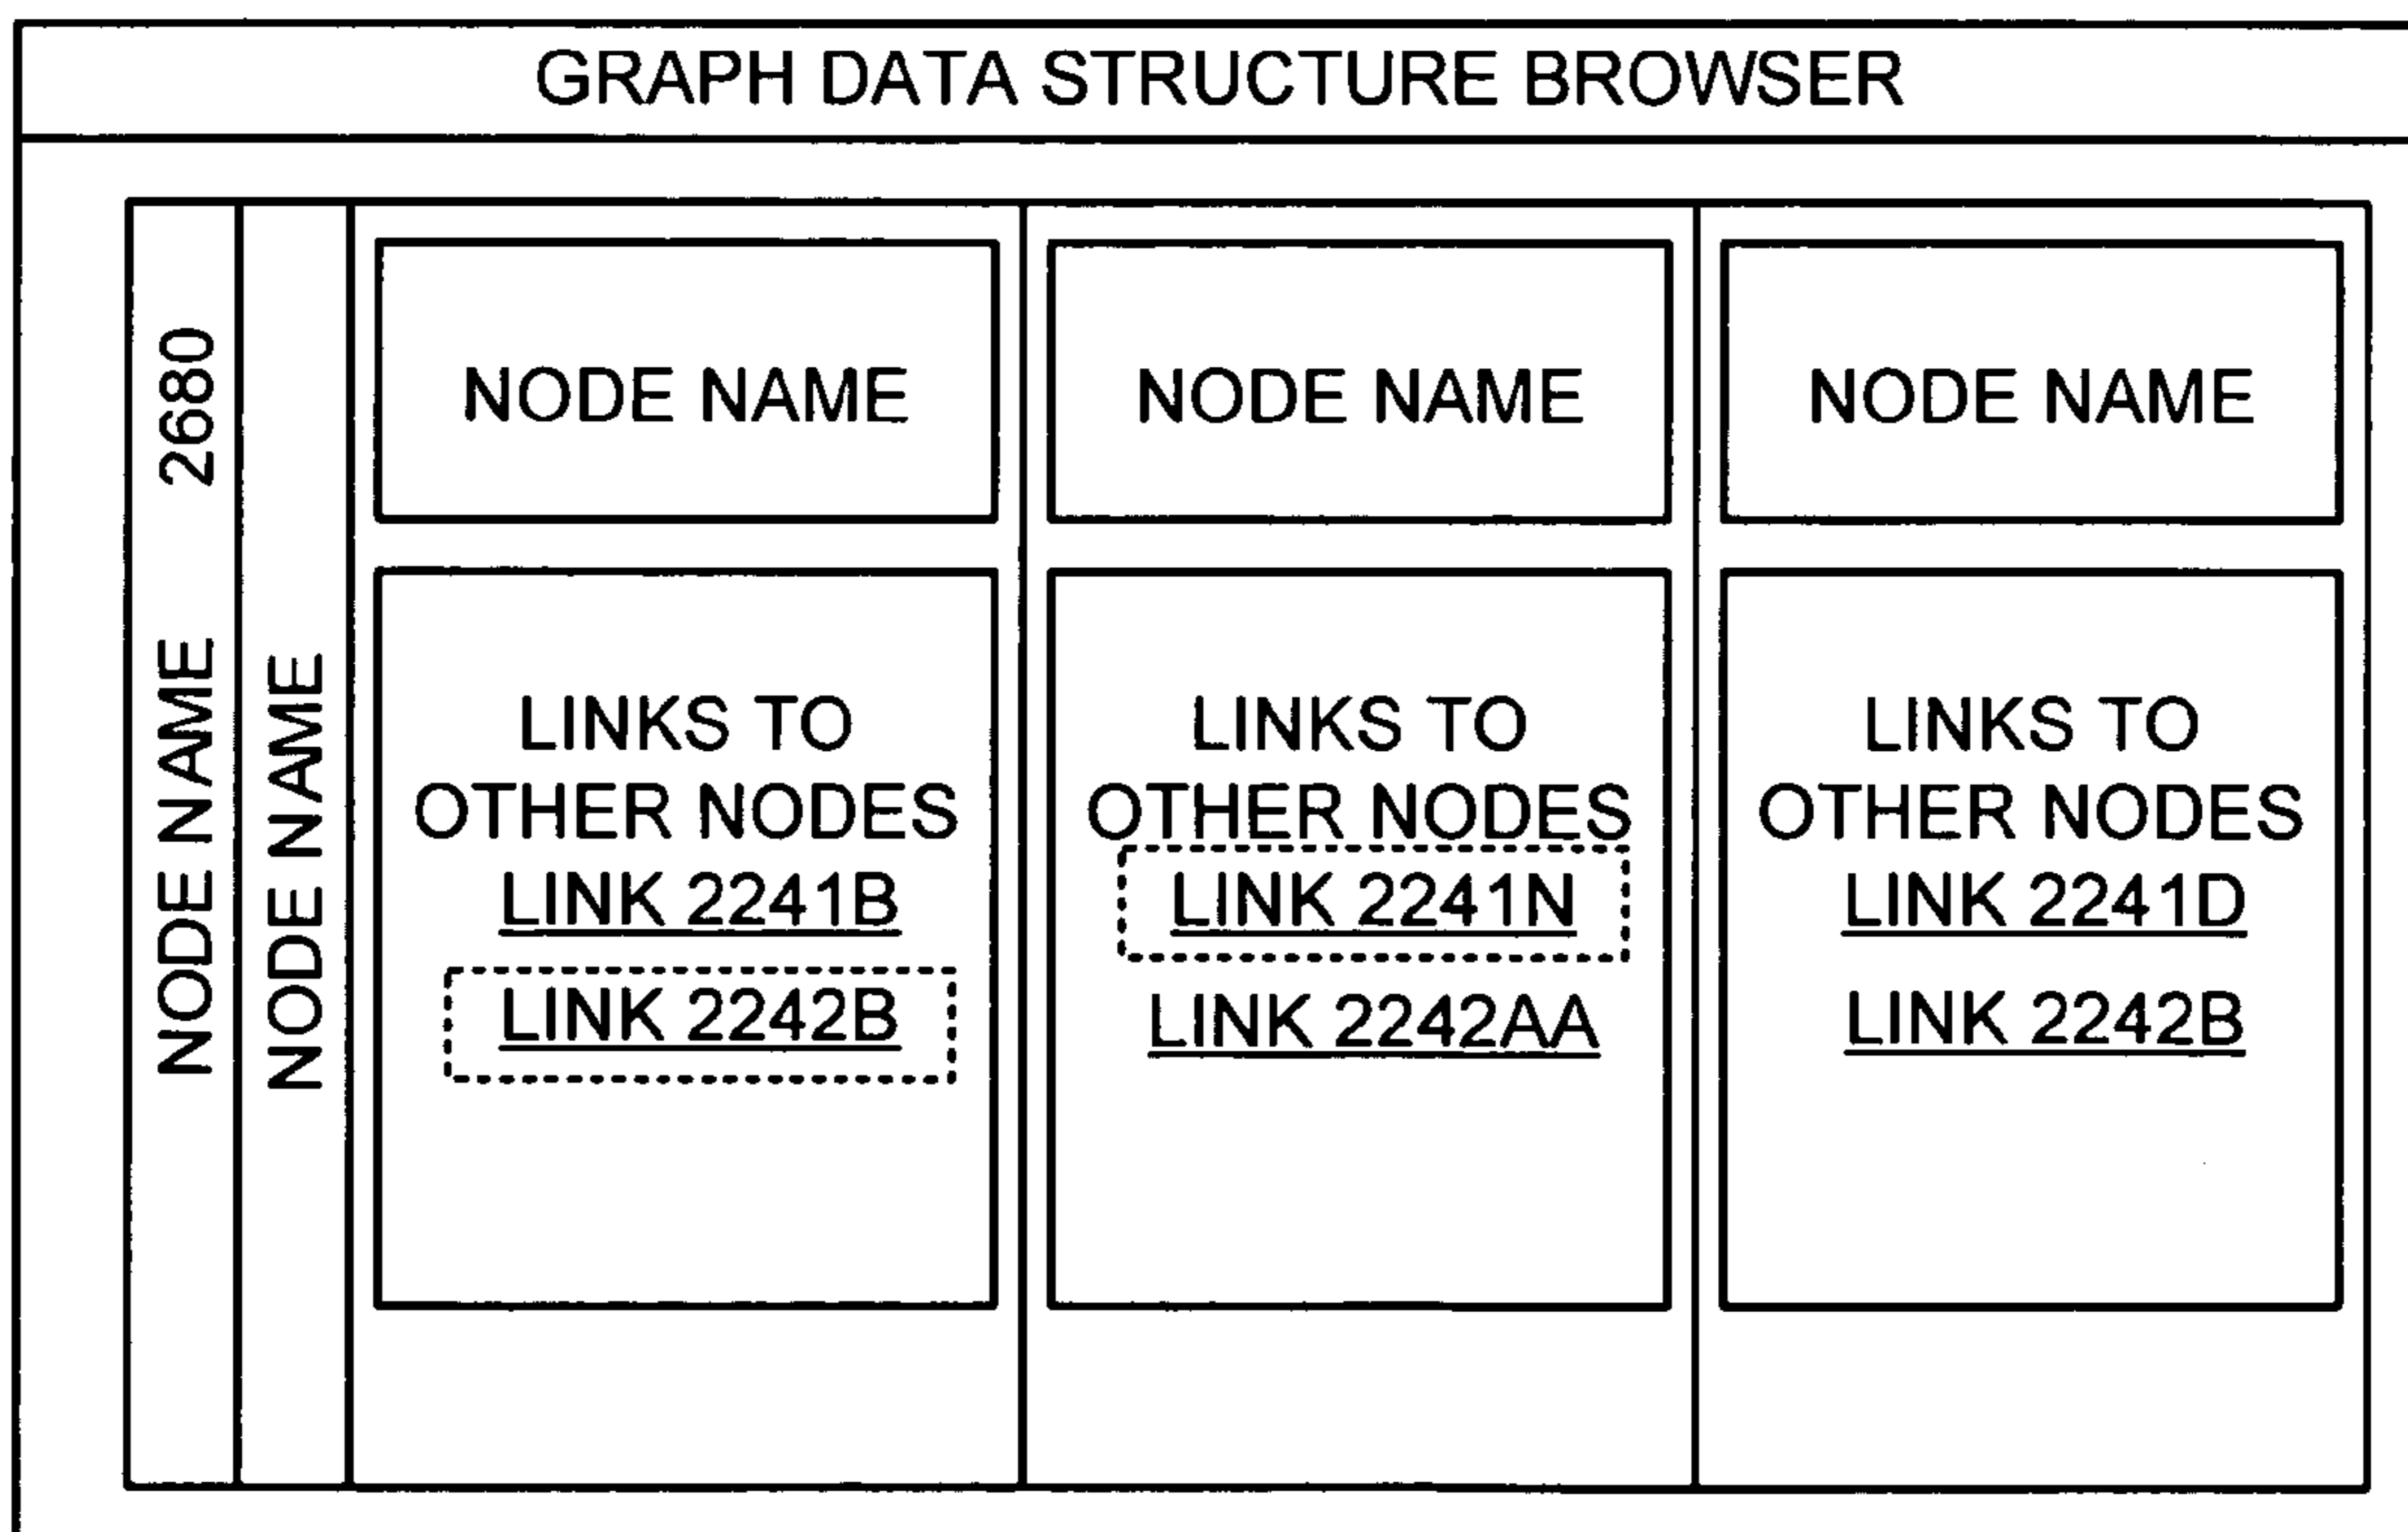 GRAPH DATA STRUCTURE BROWSER
NODE NAME 2680
NODE NAME
NODE NAME
LINKS TO
OTHER NODES
LINK 2241B
LINK 2242B
NODE NAME
LINKS TO
OTHER NODES
LINK 2241N
LINK 2242AA
NODE NAME
LINKS TO
OTHER NODES
LINK 2241D
LINK 2242B